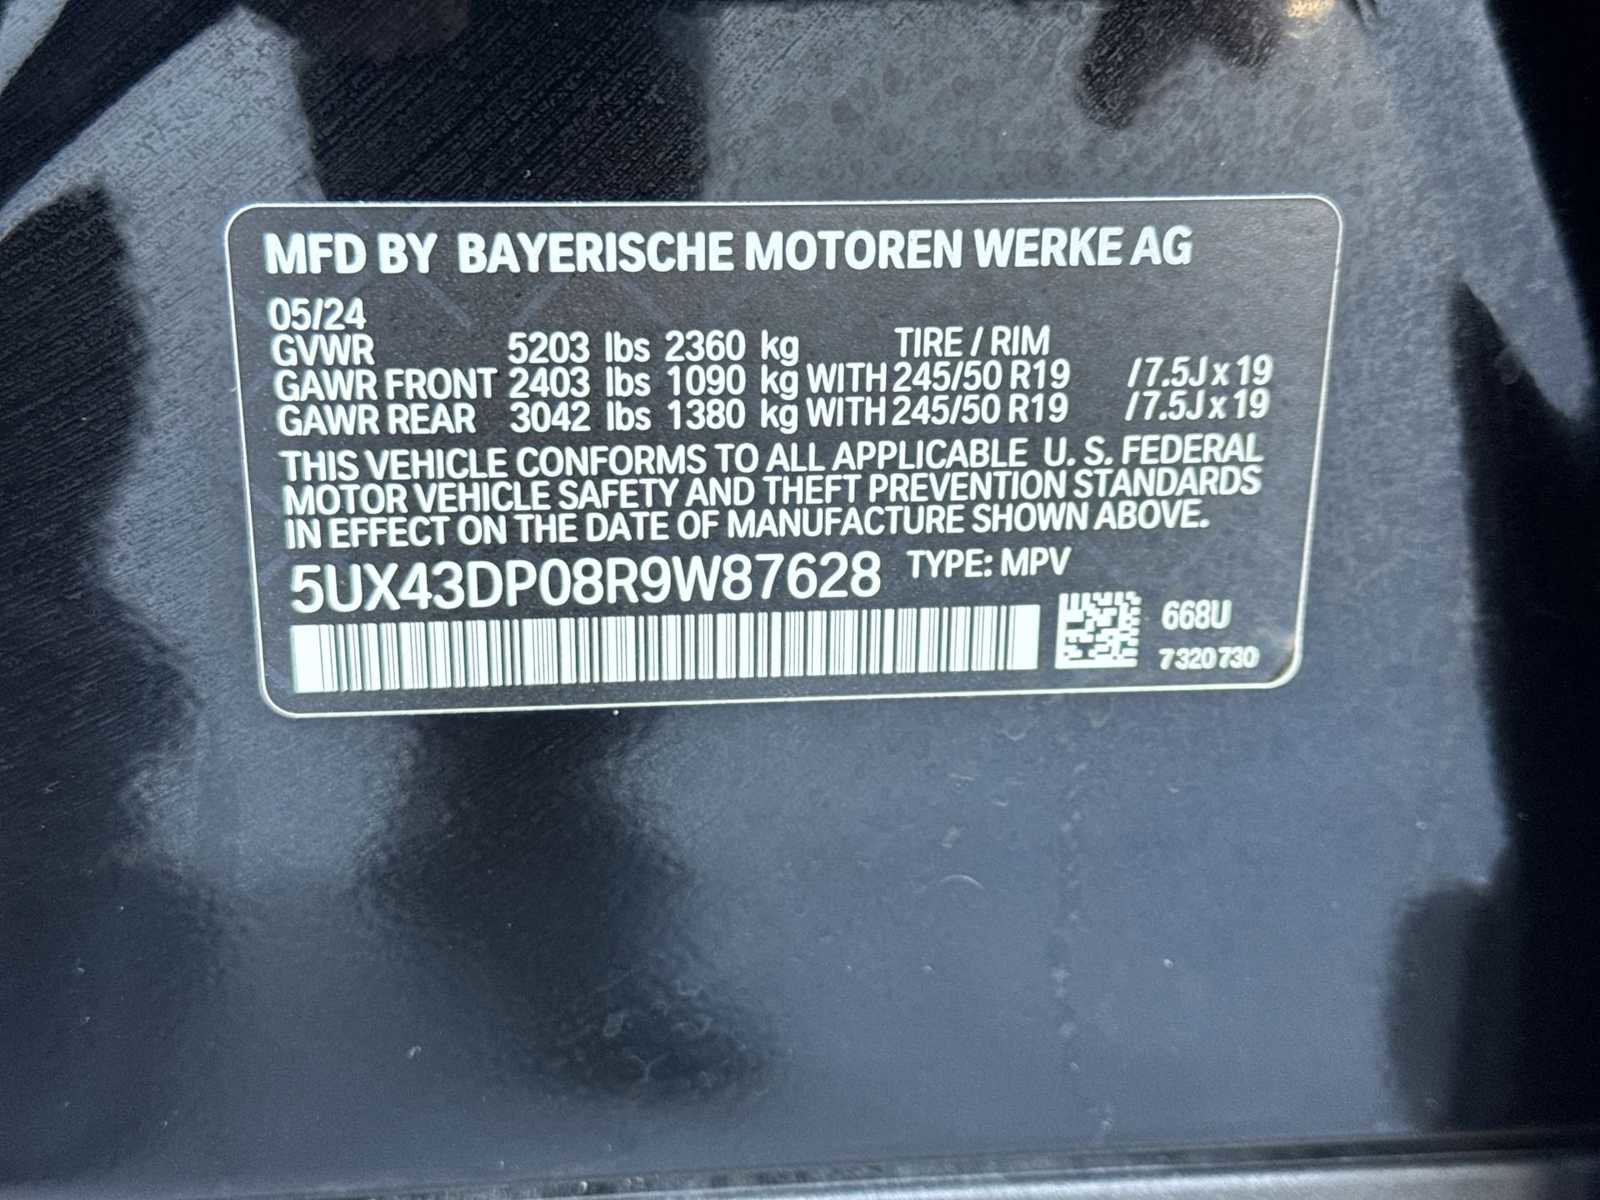 MFD BY BAYERISCHE MOTOREN WERKE AG
05/24
GVWR 5203 lbs 2360 kg TIRE / RIM
GAWR FRONT 2403 lbs 1090 kg WITH 245/50 R19 / 7.5J x 19
GAWR REAR 3042 lbs 1380 kg WITH 245/50 R19 / 7.5J x 19
THIS VEHICLE CONFORMS TO ALL APPLICABLE U. S. FEDERAL
MOTOR VEHICLE SAFETY AND THEFT PREVENTION STANDARDS
IN EFFECT ON THE DATE OF MANUFACTURE SHOWN ABOVE.
5UX43DP08R9W87628 TYPE: MPV
668U
7320730